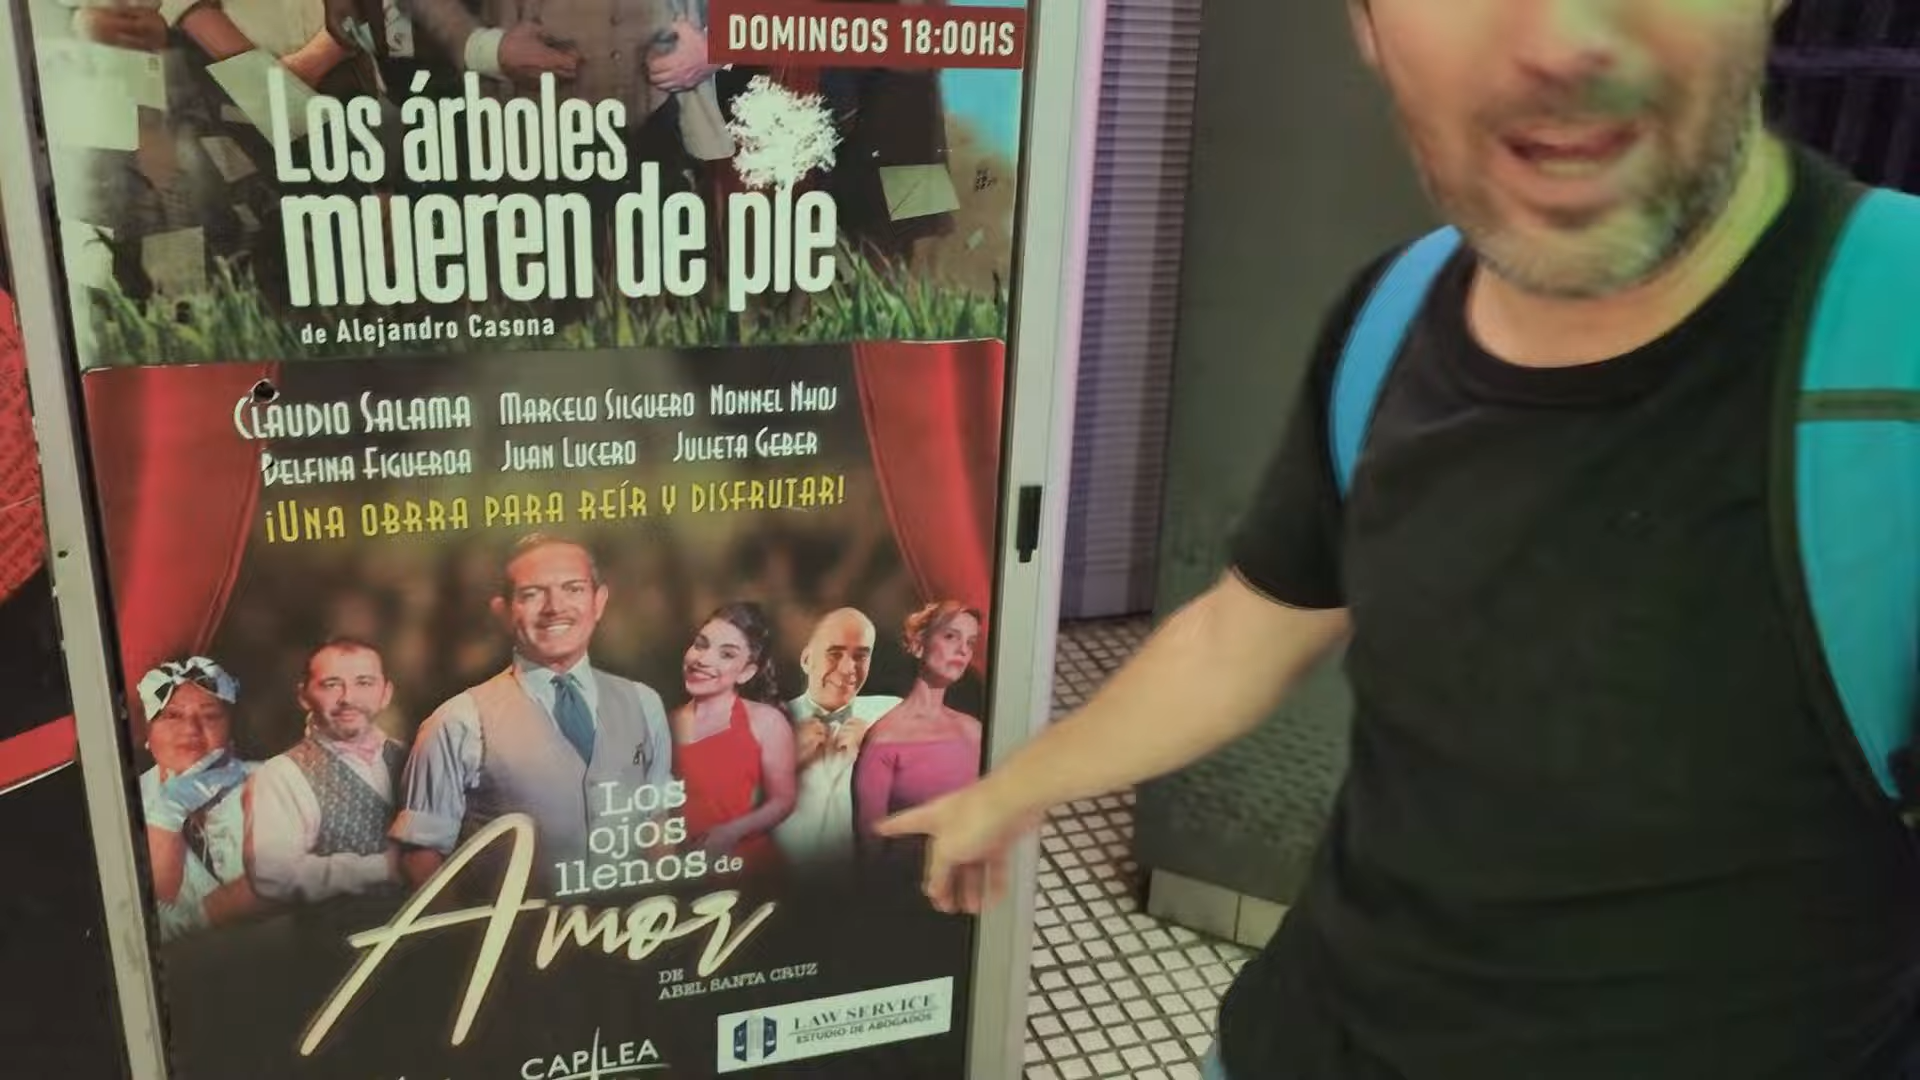 DOMINGOS 18:00HS
Los árboles
mueren de pie
de Alejandro Casona
CLAUDIO SALAMA MARCELO SILGUERO NONNEL NHOJ
DELFINA FIGUEROA JUAN LUCERO JULIETA GEBER
¡UNA OBRRA PARA REÍR Y DISFRUTAR!
Los
ojos
llenos de
Amor
DE
ABEL SANTA CRUZ
LAW SERVICE
ESTUDIO DE ABOGADOS
CAPILEA